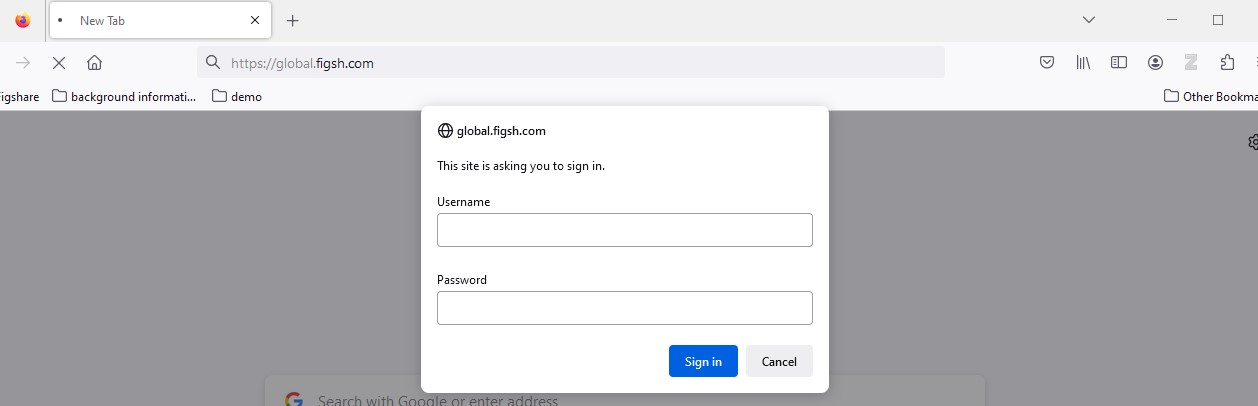 New Tab
https://global.figsh.com
igshare background informati... demo Other Bookma
global.figsh.com
This site is asking you to sign in.
Username
Password
Sign in Cancel
Search with Google or enter address